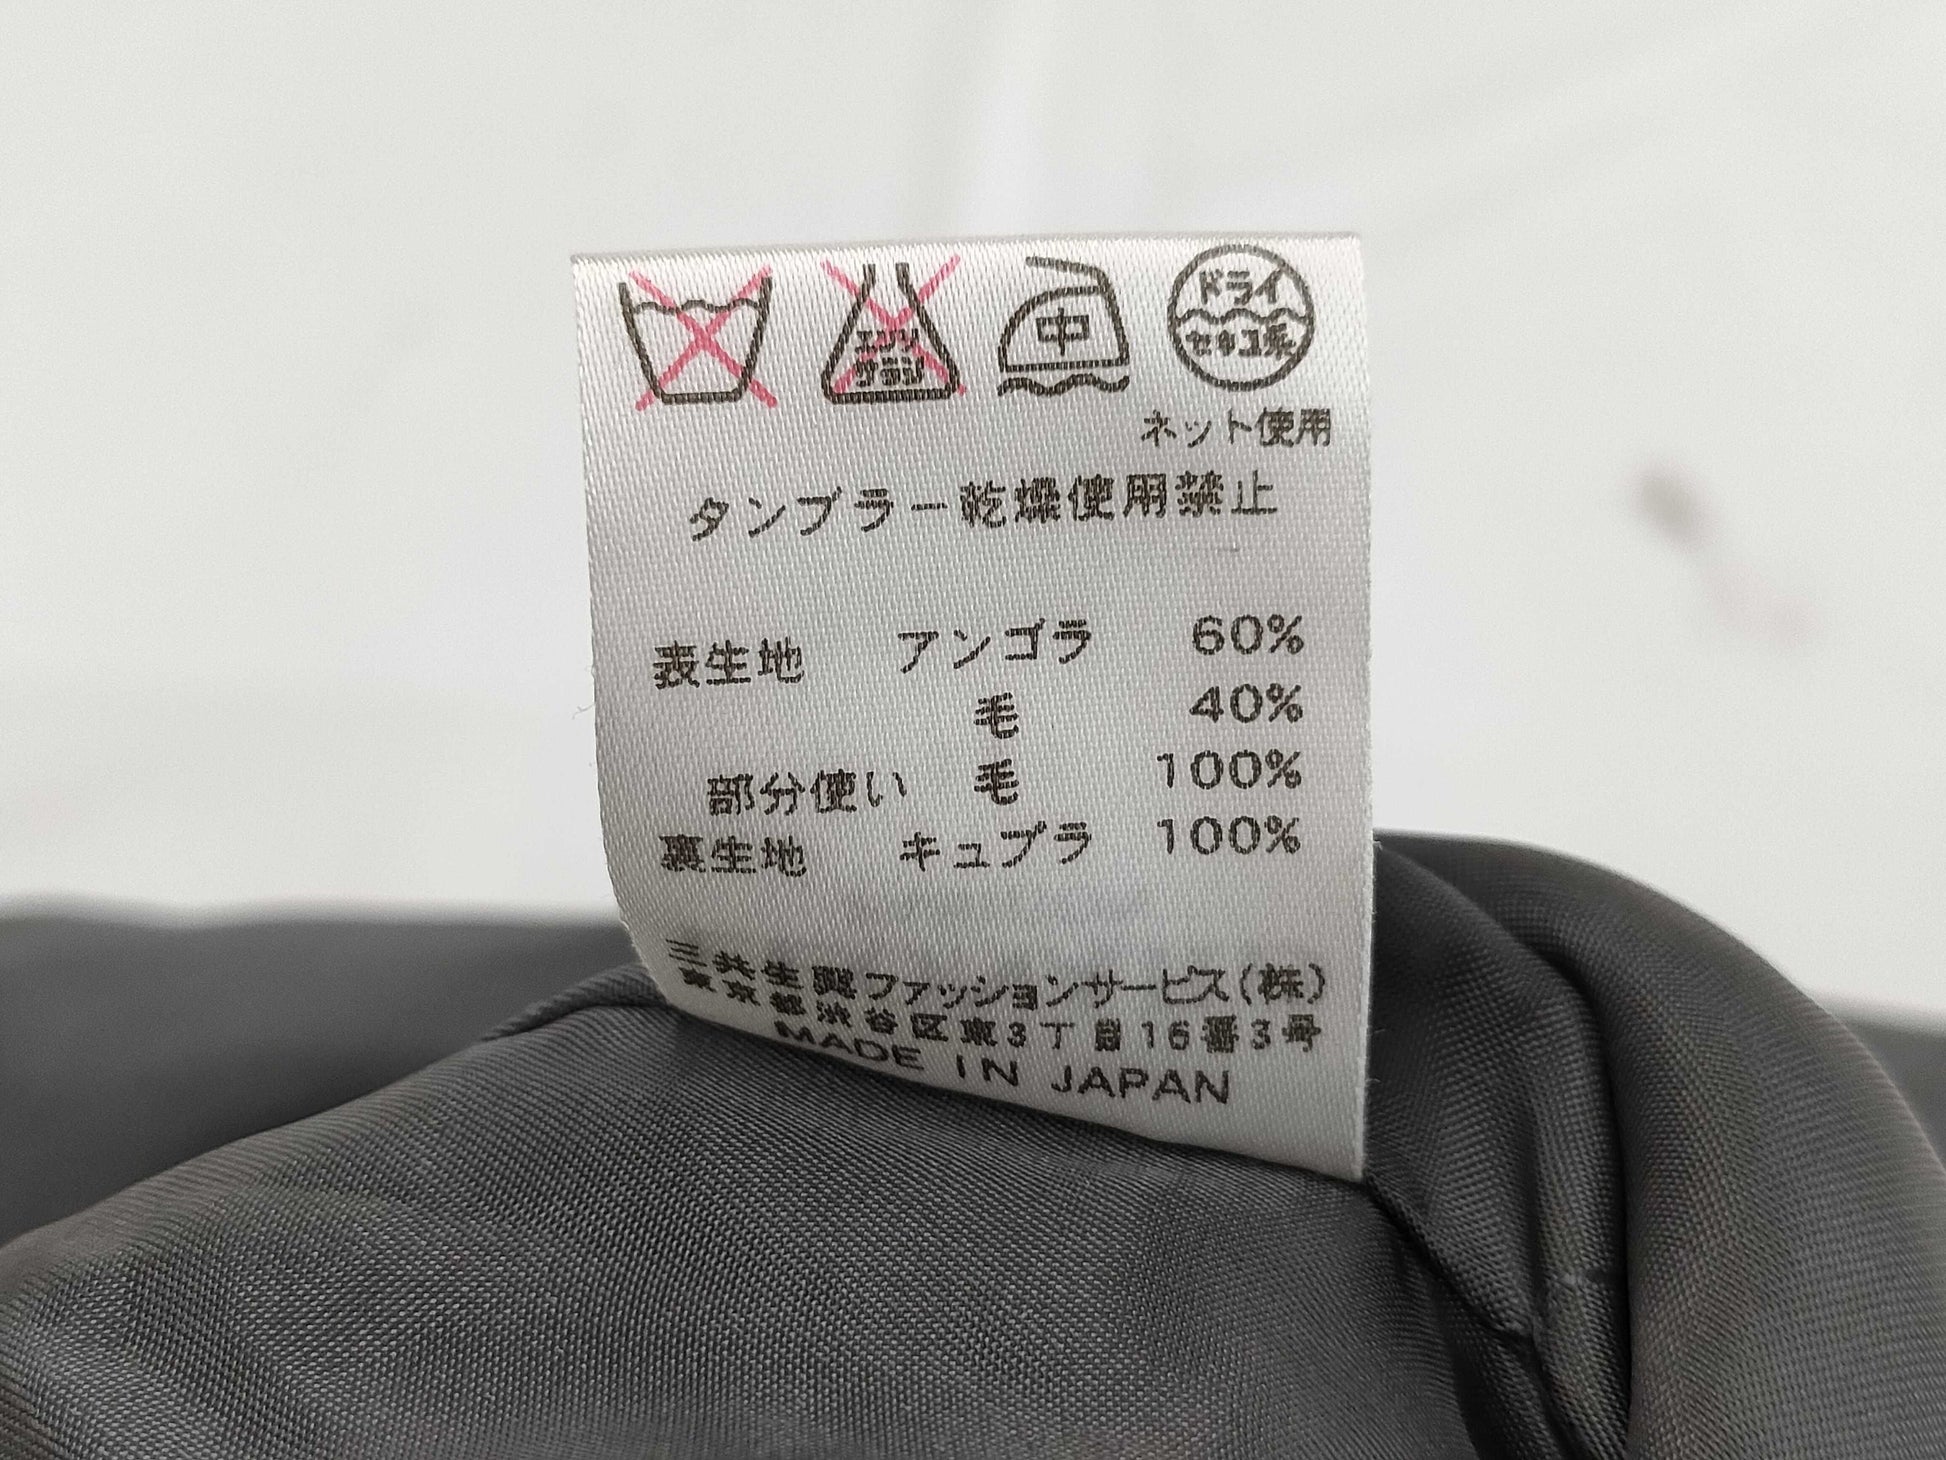 エンソ
サラシ
中
ドライ
セキユ系
ネット使用
タンブラー乾燥使用禁止
表生地 アンゴラ 60%
毛 40%
部分使い 毛 100%
裏生地 キュプラ 100%
三共生興ファッションサービス(株)
東京都渋谷区東3丁目16番3号
MADE IN JAPAN